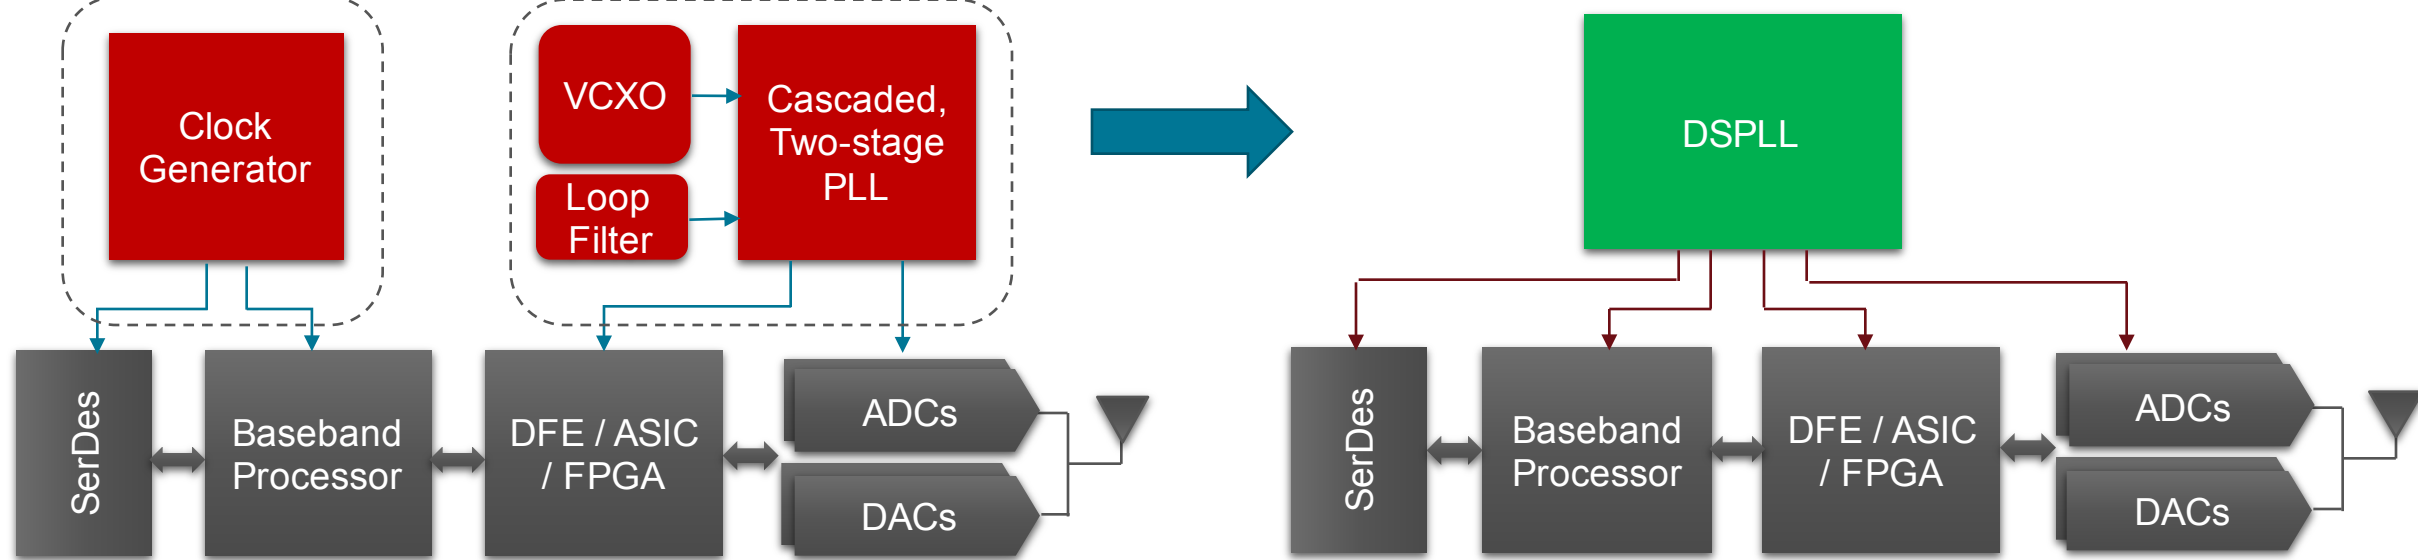 Clock
Generator
VCXO
Loop
Filter
Cascaded,
Two-stage
PLL
SerDes
Baseband
Processor
DFE / ASIC
/ FPGA
ADCs
DACs
DSPLL
SerDes
Baseband
Processor
DFE / ASIC
/ FPGA
ADCs
DACs